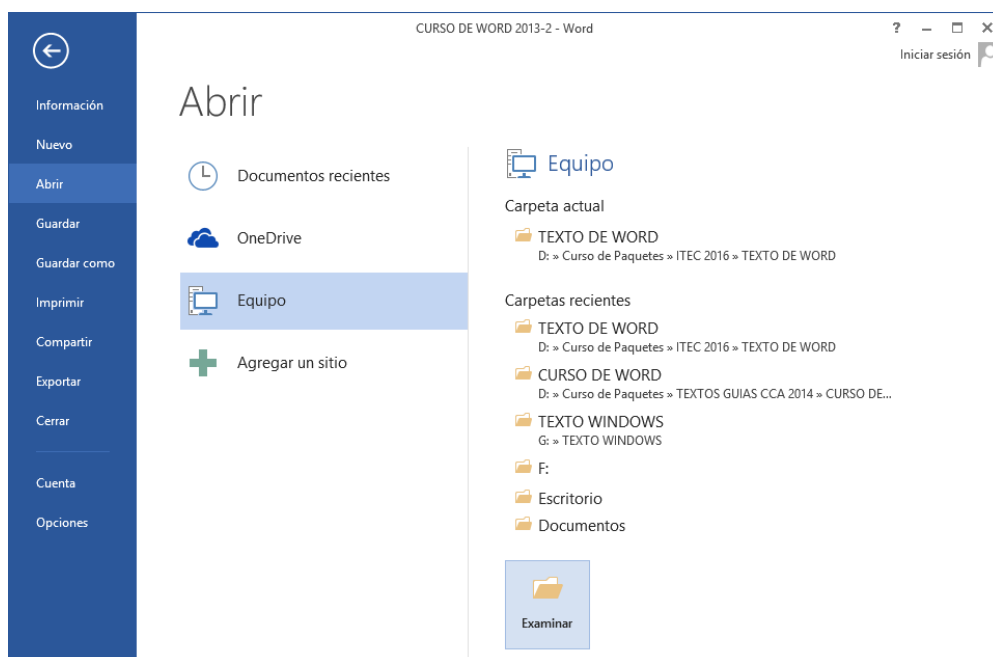 CURSO DE WORD 2013-2 - Word
?
Iniciar sesión
Información
Nuevo
Abrir
Guardar
Guardar como
Imprimir
Compartir
Exportar
Cerrar
Cuenta
Opciones
Abrir
Documentos recientes
OneDrive
Equipo
Agregar un sitio
Equipo
Carpeta actual
TEXTO DE WORD
D: » Curso de Paquetes » ITEC 2016 » TEXTO DE WORD
Carpetas recientes
TEXTO DE WORD
D: » Curso de Paquetes » ITEC 2016 » TEXTO DE WORD
CURSO DE WORD
D: » Curso de Paquetes » TEXTOS GUIAS CCA 2014 » CURSO DE...
TEXTO WINDOWS
G: » TEXTO WINDOWS
F:
Escritorio
Documentos
Examinar